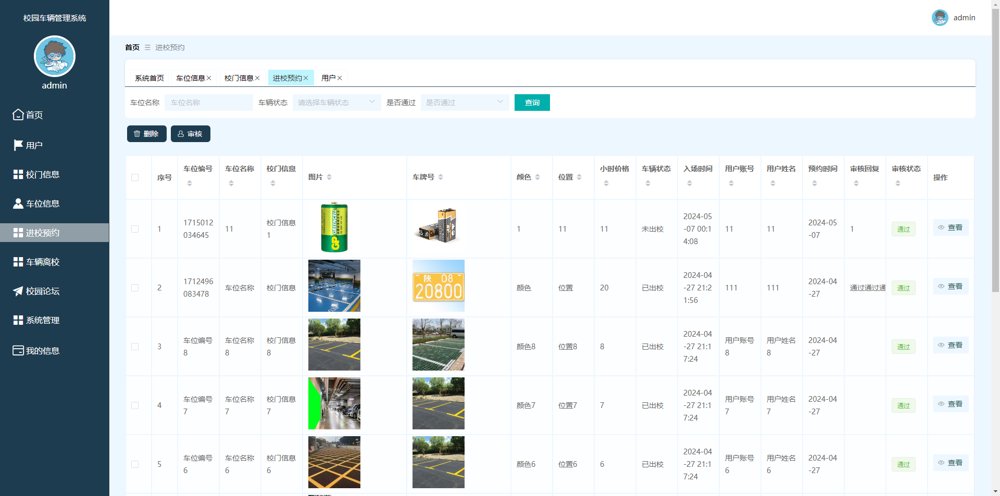 校园车辆管理系统
admin
admin
首页
用户
校门信息
车位信息
进校预约
车辆离校
校园论坛
系统管理
我的信息
首页 进校预约
系统首页 车位信息 校门信息 进校预约 用户
车位名称 车位名称 车辆状态 请选择车辆状态 是否通过 是否通过 查询
删除 审核
序号 车位编号 车位名称 校门信息 图片 车牌号 颜色 位置 小时价格 车辆状态 入场时间 用户账号 用户姓名 预约时间 审核回复 审核状态 操作
1 1715012034645 11 校门信息1 GP GREENCELL 1 11 11 未出校 2024-05-07 00:14:08 11 11 2024-05-07 1 通过 查看
2 1712496083478 车位名称 校门信息 陕 08 20800 颜色 位置 20 已出校 2024-04-27 21:21:56 111 111 2024-04-27 通过通过通 通过 查看
3 车位编号8 车位名称8 校门信息8 颜色8 位置8 8 已出校 2024-04-27 21:17:24 用户账号8 用户姓名8 2024-04-27 通过 查看
4 车位编号7 车位名称7 校门信息7 颜色7 位置7 7 已出校 2024-04-27 21:17:24 用户账号7 用户姓名7 2024-04-27 通过 查看
5 车位编号6 车位名称6 校门信息6 颜色6 位置6 6 已出校 2024-04-27 21:17:24 用户账号6 用户姓名6 2024-04-27 通过 查看